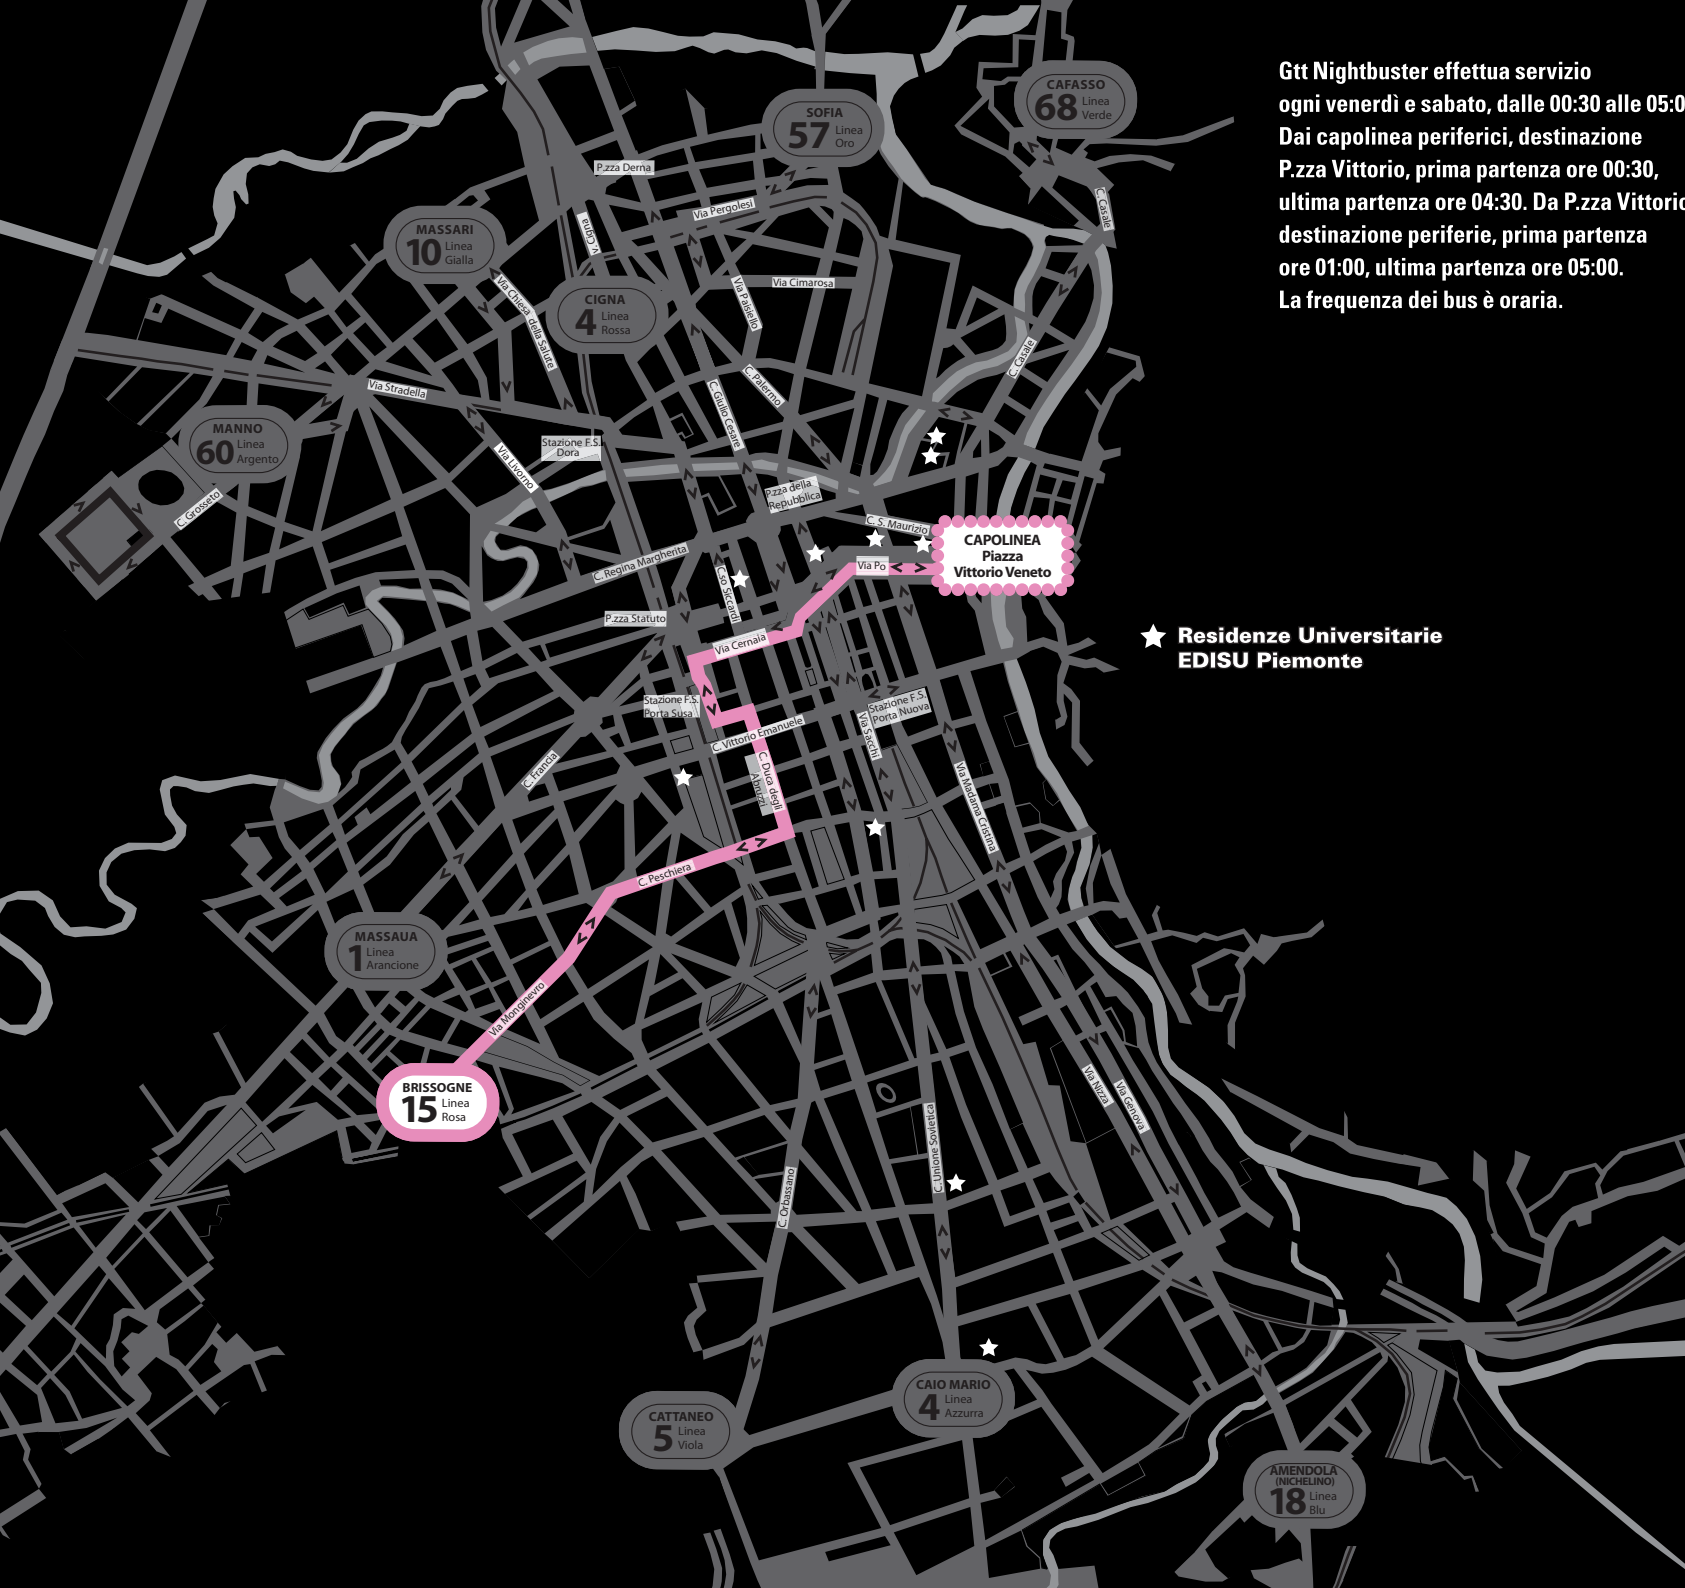 Gtt Nightbuster effettua servizio
ogni venerdì e sabato, dalle 00:30 alle 05:0
Dai capolinea periferici, destinazione
P.zza Vittorio, prima partenza ore 00:30,
ultima partenza ore 04:30. Da P.zza Vittorio
destinazione periferie, prima partenza
ore 01:00, ultima partenza ore 05:00.
La frequenza dei bus è oraria.
CAFASSO
68 Linea
Verde
SOFIA
57 Linea
Oro
P.zza Derna
C. Casale
Via Pergolesi
MASSARI
10 Linea
Gialla
V. Cigna
Via Cimarosa
Via Paisiello
Via Chiesa della Salute
CIGNA
4 Linea
Rossa
C. Casale
Via Stradella
C. Palermo
C. Giulio Cesare
MANNO
60 Linea
Argento
Stazione F.S.
Dora
Via Livorno
C. Grosseto
P.zza della
Repubblica
C. S. Maurizio
CAPOLINEA
Piazza
Vittorio Veneto
C. Regina Margherita
Via Po
C.so Siccardi
P.zza Statuto
Residenze Universitarie
EDISU Piemonte
Via Cernaia
Stazione F.S.
Porta Susa
Stazione F.S.
Porta Nuova
C. Vittorio Emanuele
Via Sacchi
C. Francia
C. Duca degli
Abruzzi
Via Madama Cristina
C. Peschiera
MASSAUA
1 Linea
Arancione
Via Monginevro
BRISSOGNE
15 Linea
Rosa
Via Nizza
Via Genova
C. Unione Sovietica
C. Orbassano
CAIO MARIO
4 Linea
Azzurra
CATTANEO
5 Linea
Viola
AMENDOLA
(NICHELINO)
18 Linea
Blu